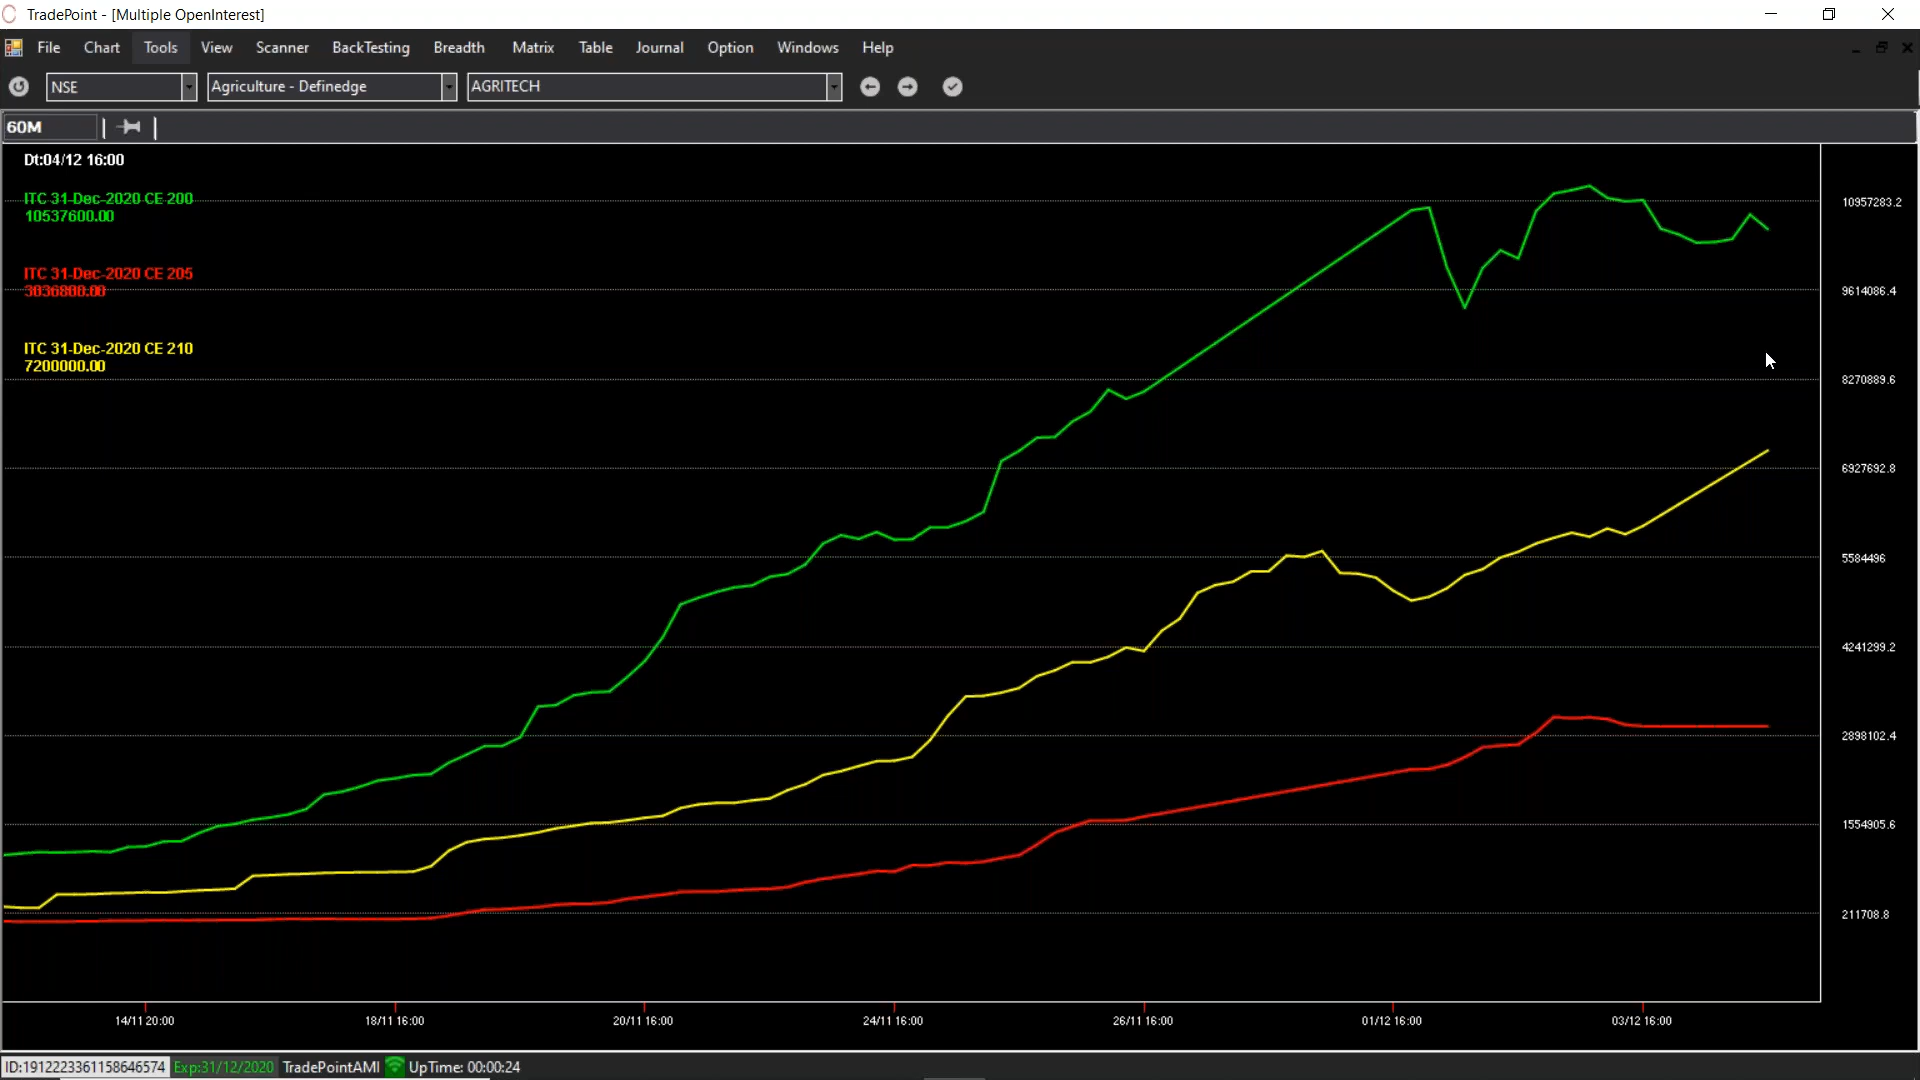 TradePoint - [Multiple OpenInterest]
File Chart Tools View Scanner BackTesting Breadth Matrix Table Journal Option Windows Help
NSE Agriculture - Definedge AGRITECH
60M
Dt:04/12 16:00
ITC 31-Dec-2020 CE 200
10537600.00
ITC 31-Dec-2020 CE 205
3036800.00
ITC 31-Dec-2020 CE 210
7200000.00
10957283.2
9614086.4
8270889.6
6927692.8
5584496
4241299.2
2898102.4
1554905.6
211708.8
14/11 20:00 18/11 16:00 20/11 16:00 24/11 16:00 26/11 16:00 01/12 16:00 03/12 16:00
ID:1912223361158646574 Exp:31/12/2020 TradePointAMI UpTime: 00:00:24